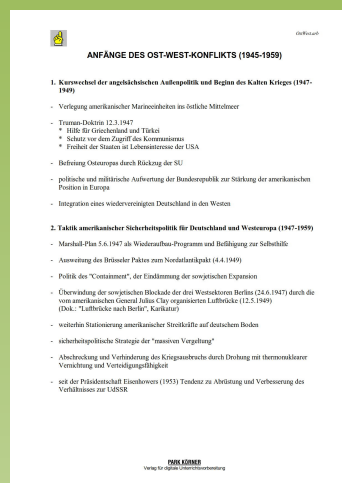 OstWest.wb
ANFÄNGE DES OST-WEST-KONFLIKTS (1945-1959)
1. Kurswechsel der angelsächsischen Außenpolitik und Beginn des Kalten Krieges (1947-
1949)
- Verlegung amerikanischer Marineeinheiten ins östliche Mittelmeer
- Truman-Doktrin 12.3.1947
* Hilfe für Griechenland und Türkei
* Schutz vor dem Zugriff des Kommunismus
* Freiheit der Staaten ist Lebensinteresse der USA
- Befreiung Osteuropas durch Rückzug der SU
- politische und militärische Aufwertung der Bundesrepublik zur Stärkung der amerikanischen
Position in Europa
- Integration eines wiedervereinigten Deutschland in den Westen
2. Taktik amerikanischer Sicherheitspolitik für Deutschland und Westeuropa (1947-1959)
- Marshall-Plan 5.6.1947 als Wiederaufbau-Programm und Befähigung zur Selbsthilfe
- Ausweitung des Brüsseler Paktes zum Nordatlantikpakt (4.4.1949)
- Politik des "Containment", der Eindämmung der sowjetischen Expansion
- Überwindung der sowjetischen Blockade der drei Westsektoren Berlins (24.6.1947) durch die
vom amerikanischen General Julius Clay organisierten Luftbrücke (12.5.1949)
(Dok.: "Luftbrücke nach Berlin", Karikatur)
- weiterhin Stationierung amerikanischer Streitkräfte auf deutschem Boden
- sicherheitspolitische Strategie der "massiven Vergeltung"
- Abschreckung und Verhinderung des Kriegsausbruchs durch Drohung mit thermonuklearer
Vernichtung und Verteidigungsfähigkeit
- seit der Präsidentschaft Eisenhowers (1953) Tendenz zu Abrüstung und Verbesserung des
Verhältnisses zur UdSSR
PARK KÖRNER
Verlag für digitale Unterrichtsvorbereitung